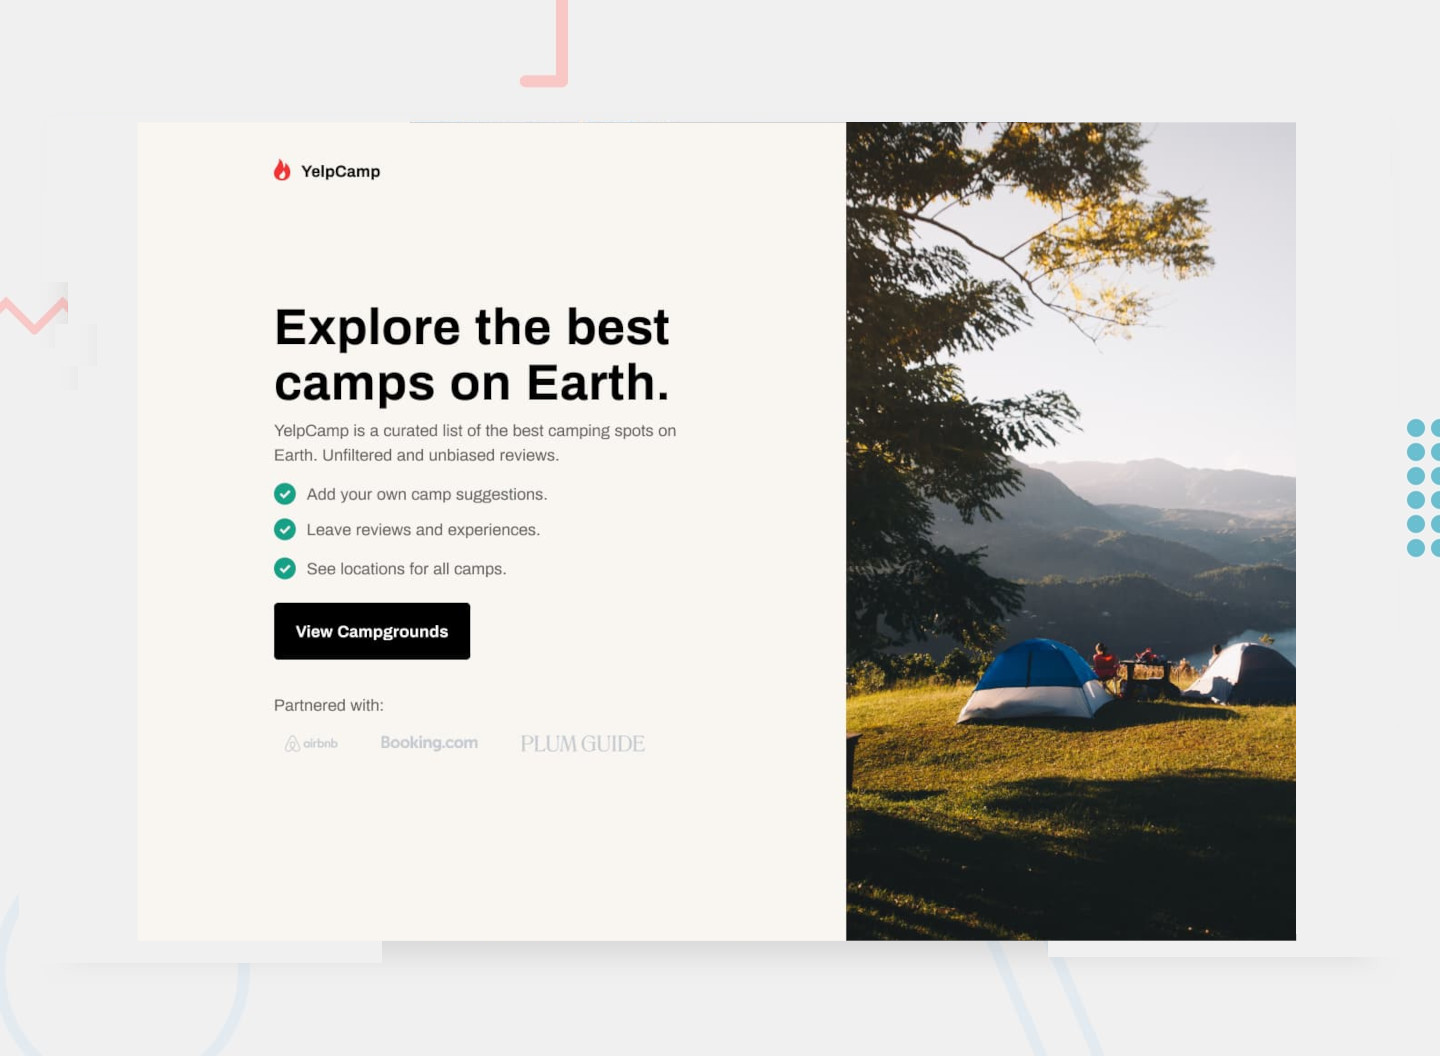 YelpCamp
Explore the best
camps on Earth.
YelpCamp is a curated list of the best camping spots on
Earth. Unfiltered and unbiased reviews.
Add your own camp suggestions.
Leave reviews and experiences.
See locations for all camps.
View Campgrounds
Partnered with:
airbnb Booking.com PLUM GUIDE